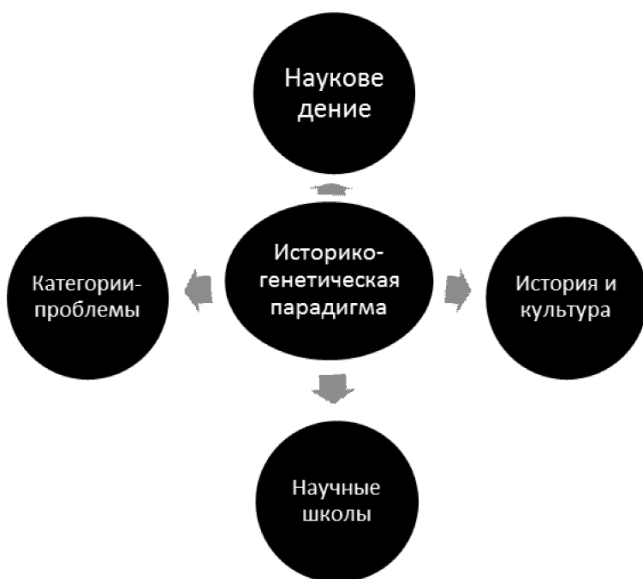 Наукове
дение
Историко-
генетическая
парадигма
Категории-
проблемы
История и
культура
Научные
школы